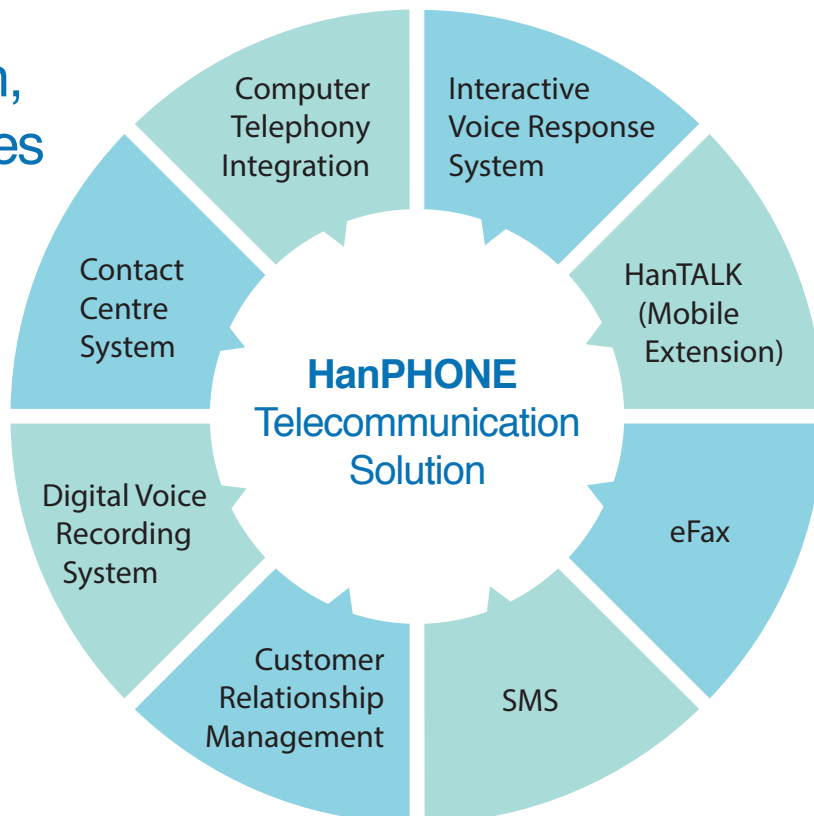 Computer
Telephony
Integration
Interactive
Voice Response
System
HanTALK
(Mobile
Extension)
eFax
SMS
Customer
Relationship
Management
Digital Voice
Recording
System
Contact
Centre
System
HanPHONE
Telecommunication
Solution